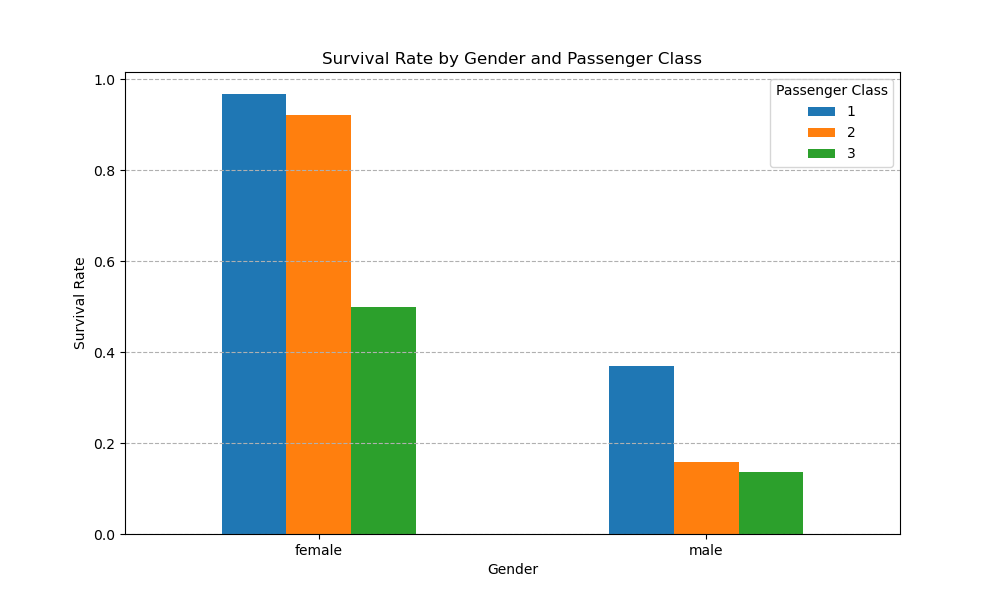 Survival Rate by Gender and Passenger Class
Passenger Class
1
2
3
1.0
0.8
0.6
0.4
0.2
0.0
Survival Rate
female
male
Gender